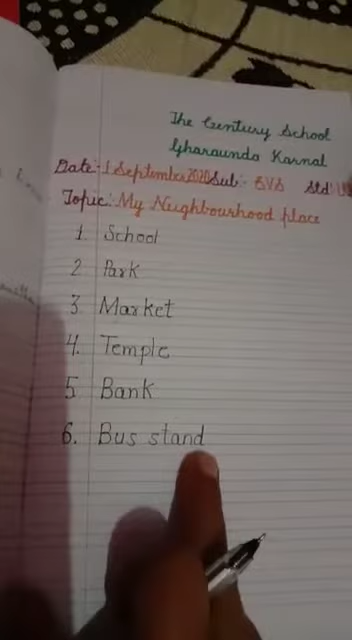 The Century School
Gharaunda Karnal
Date:- 1 September 2020 Sub:- EVS Std:
Topic: My Neighbourhood place
1. School
2 Park
3 Market
4. Temple
5 Bank
6. Bus stand